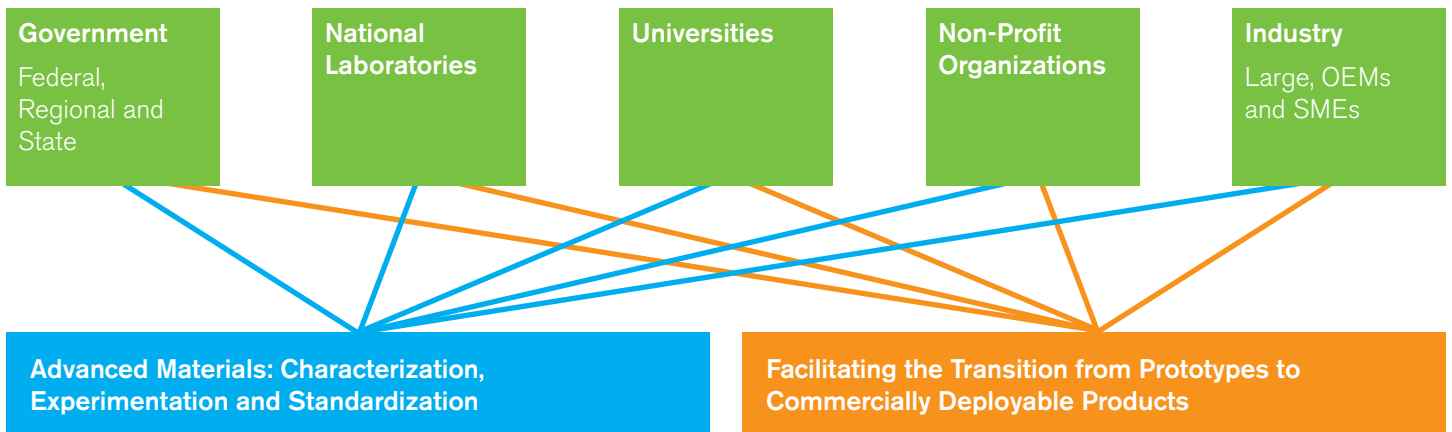 Government
Federal,
Regional and
State
National
Laboratories
Universities
Non-Profit
Organizations
Industry
Large, OEMs
and SMEs
Advanced Materials: Characterization,
Experimentation and Standardization
Facilitating the Transition from Prototypes to
Commercially Deployable Products